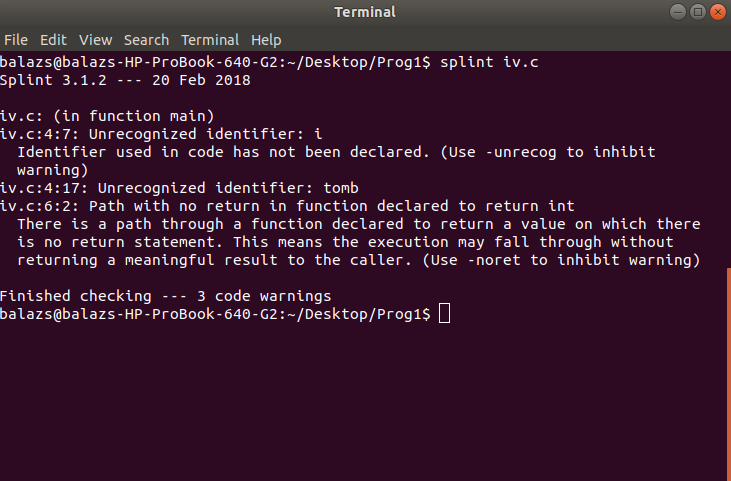 Terminal
File Edit View Search Terminal Help
balazs@balazs-HP-ProBook-640-G2:~/Desktop/Prog1$ splint iv.c
Splint 3.1.2 --- 20 Feb 2018
iv.c: (in function main)
iv.c:4:7: Unrecognized identifier: i
  Identifier used in code has not been declared. (Use -unrecog to inhibit
  warning)
iv.c:4:17: Unrecognized identifier: tomb
iv.c:6:2: Path with no return in function declared to return int
  There is a path through a function declared to return a value on which there
  is no return statement. This means the execution may fall through without
  returning a meaningful result to the caller. (Use -noret to inhibit warning)
Finished checking --- 3 code warnings
balazs@balazs-HP-ProBook-640-G2:~/Desktop/Prog1$